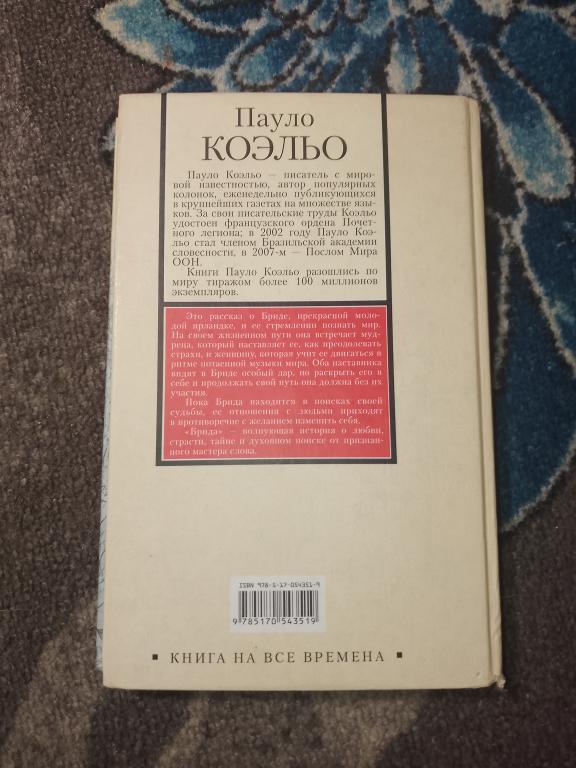 Пауло
КОЭЛЬО
Пауло Коэльо — писатель с миро-
вой известностью, автор популярных
колонок, еженедельно публикующихся
в крупнейших газетах на множестве язы-
ков. За свои писательские труды Коэльо
удостоен французского ордена Почет-
ного легиона; в 2002 году Пауло Коэ-
льо стал членом Бразильской академии
словесности, в 2007-м — Послом Мира
ООН.
Книги Пауло Коэльо разошлись по
миру тиражом более 100 миллионов
экземпляров.
Это рассказ о Бриде, прекрасной моло-
дой ирландке, и ее стремлении познать мир.
На своем жизненном пути она встречает муд-
реца, который наставляет ее, как преодолевать
страхи, и женщину, которая учит ее двигаться в
ритме потаенной музыки мира. Оба наставника
видят в Бриде особый дар, но раскрыть его в
себе и продолжать свой путь она должна без их
участия.
Пока Брида находится в поисках своей
судьбы, ее отношения с людьми приходят
в противоречие с желанием изменить себя.
«Брида» — волнующая история о любви,
страсти, тайне и духовном поиске от признан-
ного мастера слова.
ISBN 978-5-17-054351-9
9 785170 543519
▪ КНИГА НА ВСЕ ВРЕМЕНА ▪